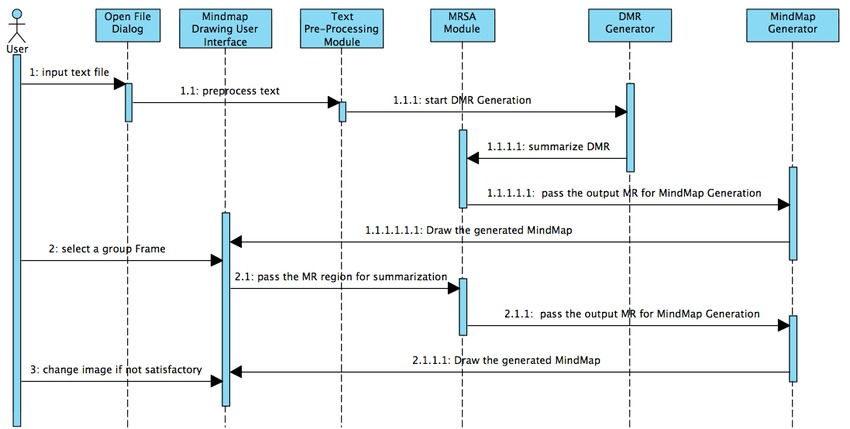 Open File
Dialog
Mindmap
Drawing User
Interface
Text
Pre-Processing
Module
MRSA
Module
DMR
Generator
MindMap
Generator
User
1: input text file
1.1: preprocess text
1.1.1: start DMR Generation
1.1.1.1: summarize DMR
1.1.1.1.1: pass the output MR for MindMap Generation
1.1.1.1.1.1: Draw the generated MindMap
2: select a group Frame
2.1: pass the MR region for summarization
2.1.1: pass the output MR for MindMap Generation
2.1.1.1: Draw the generated MindMap
3: change image if not satisfactory